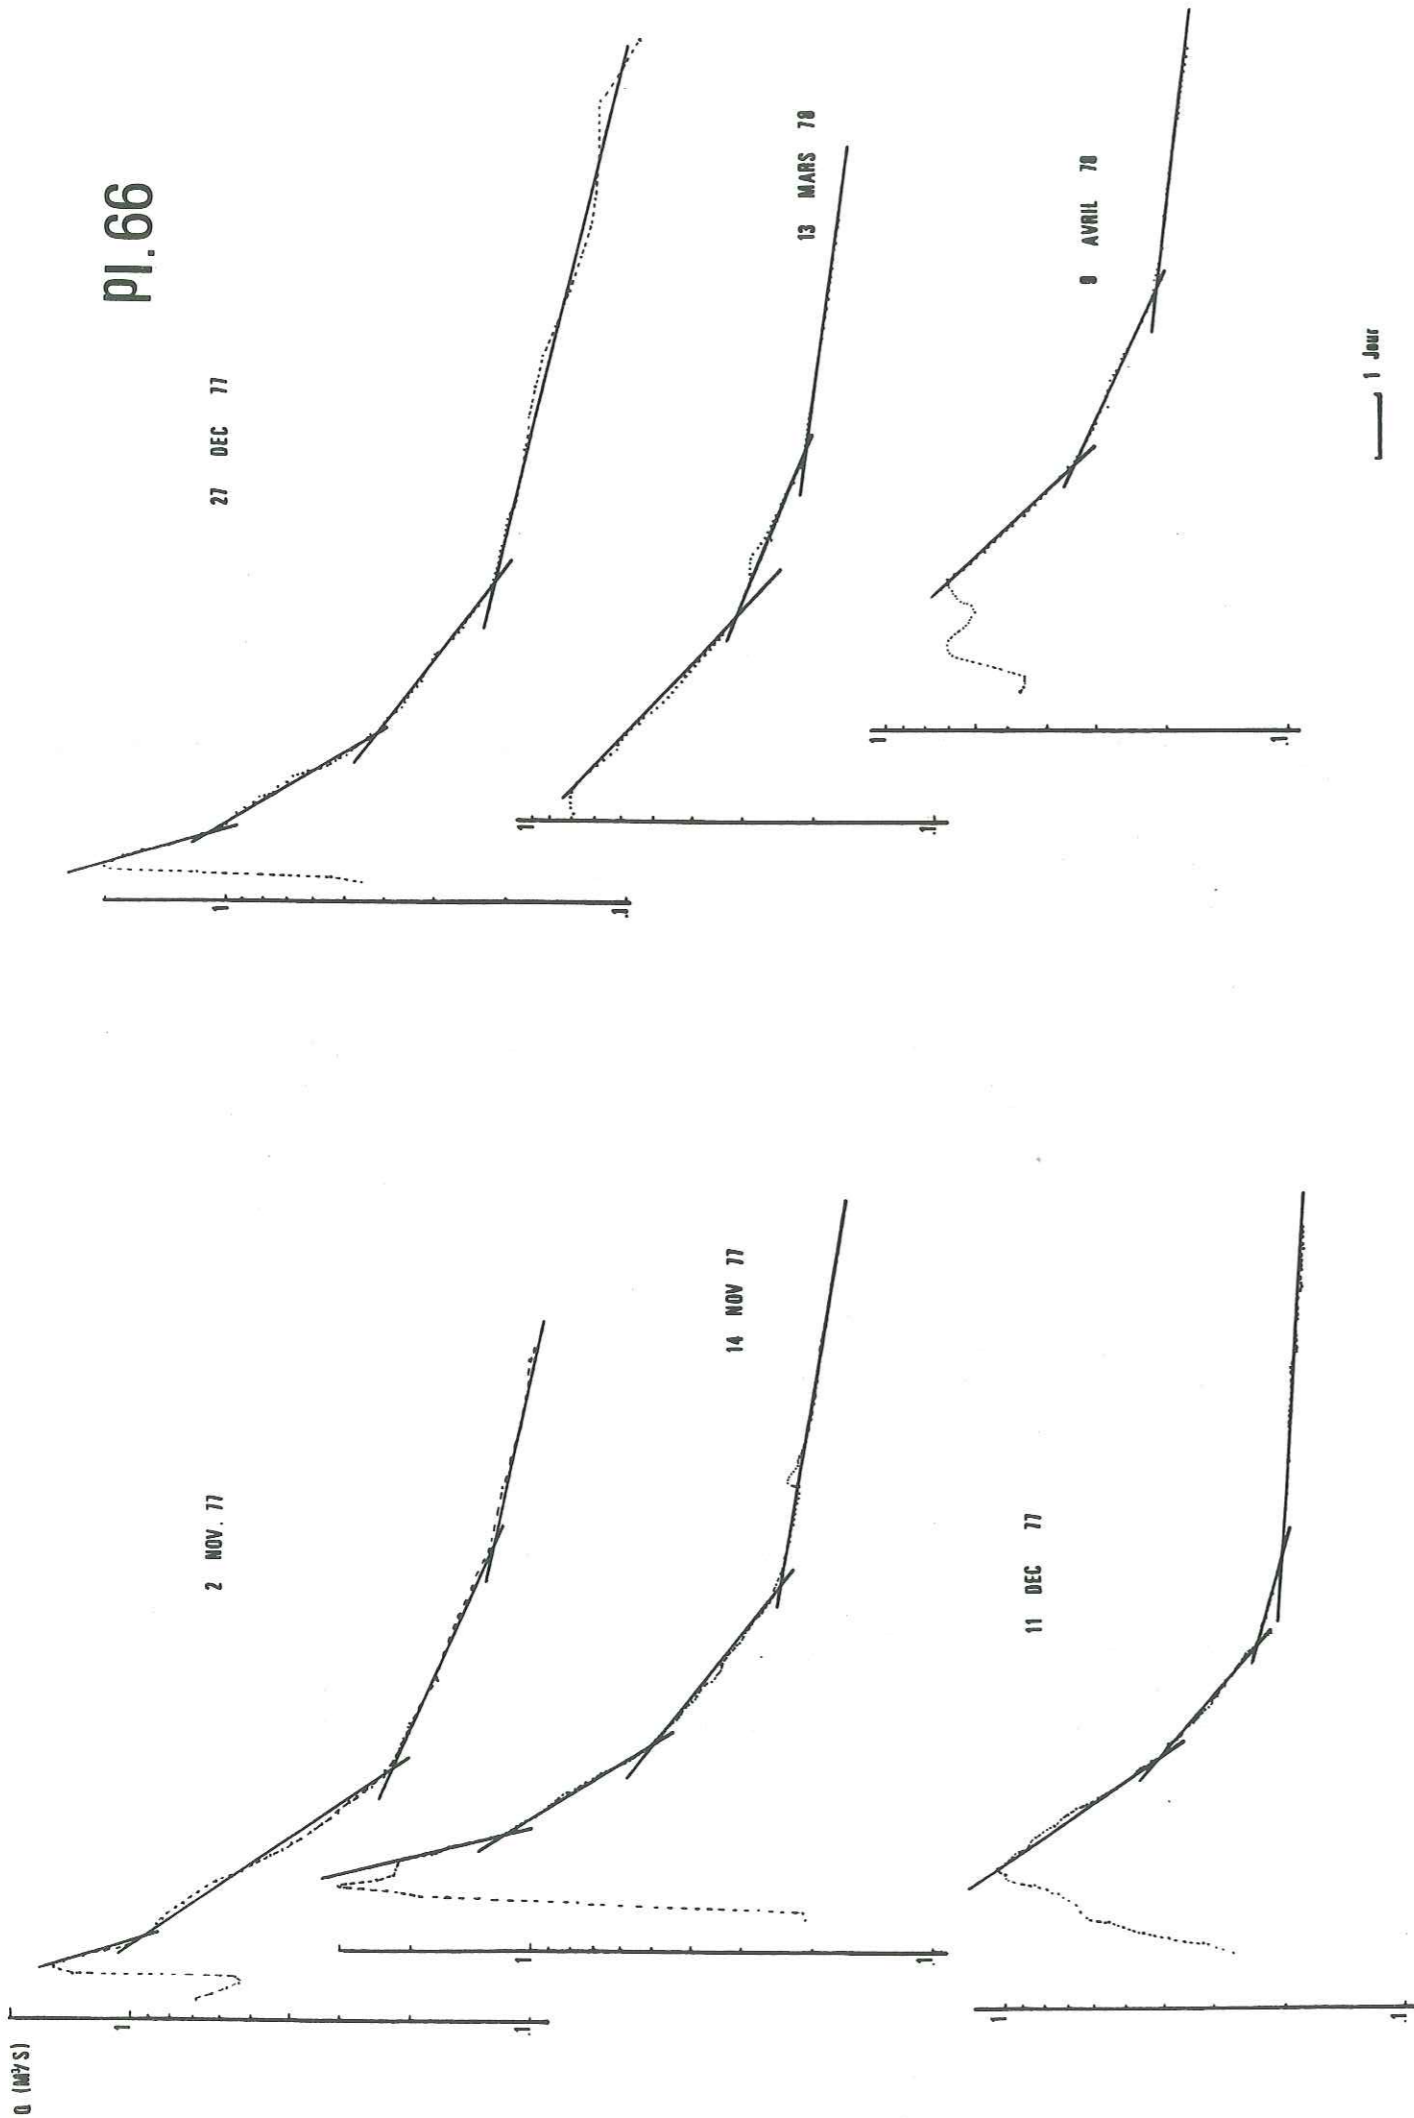 Pl.66
Q (M³/S)
1
.1
2 NOV. 77
1
.1
14 NOV 77
1
.1
11 DEC 77
1
.1
27 DEC 77
1
.1
13 MARS 78
1
.1
9 AVRIL 78
1 Jour